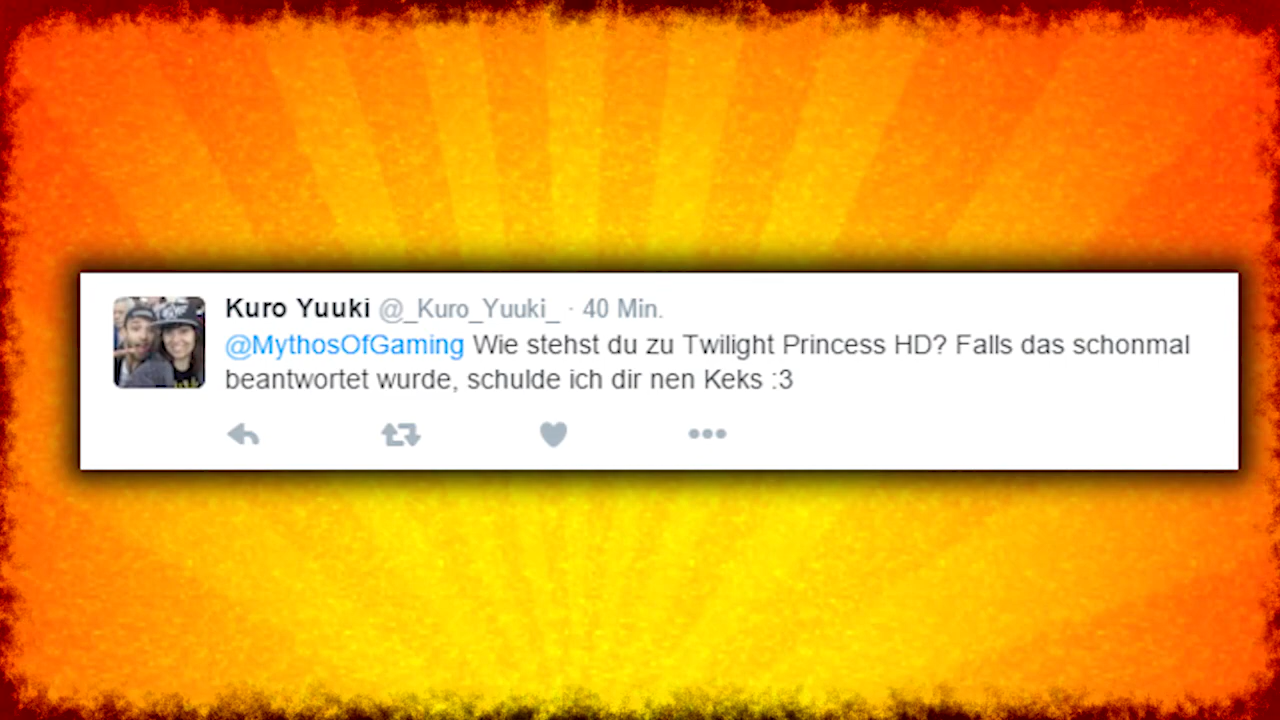 Kuro Yuuki @_Kuro_Yuuki_ · 40 Min.
@MythosOfGaming Wie stehst du zu Twilight Princess HD? Falls das schonmal
beantwortet wurde, schulde ich dir nen Keks :3